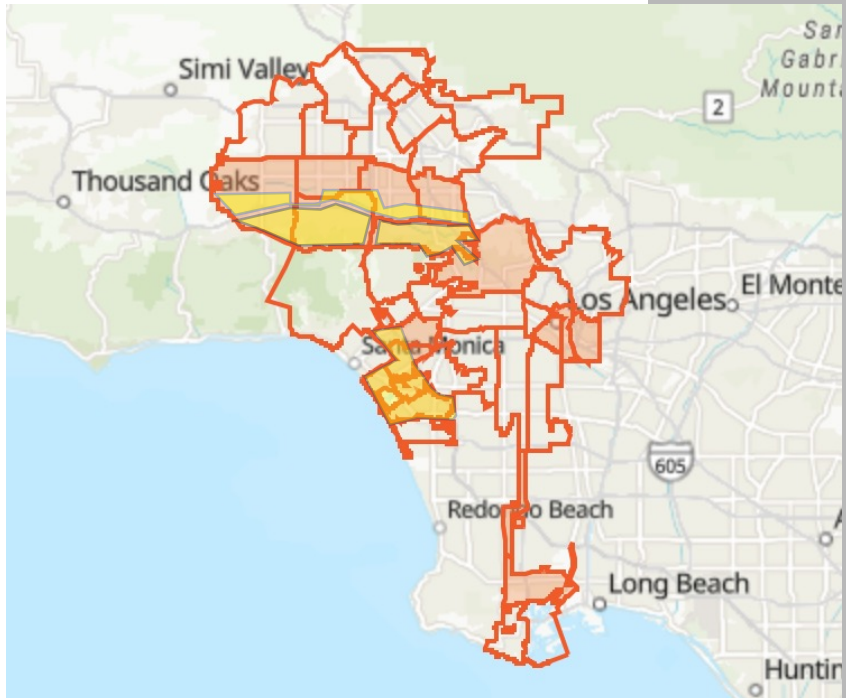 San
Gabri
Mounta
Simi Valley
2
Thousand Oaks
El Monte
Los Angeles
Santa Monica
605
Redondo Beach
A
Long Beach
Huntin